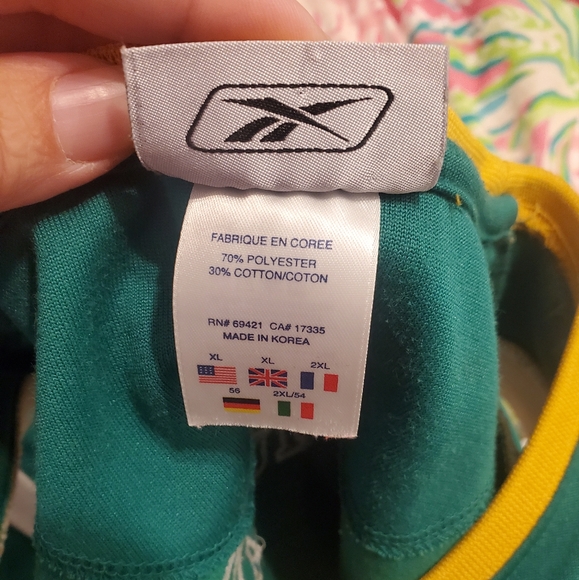 FABRIQUE EN COREE
70% POLYESTER
30% COTTON/COTON
RN# 69421 CA# 17335
MADE IN KOREA
XL XL 2XL
56 2XL/54